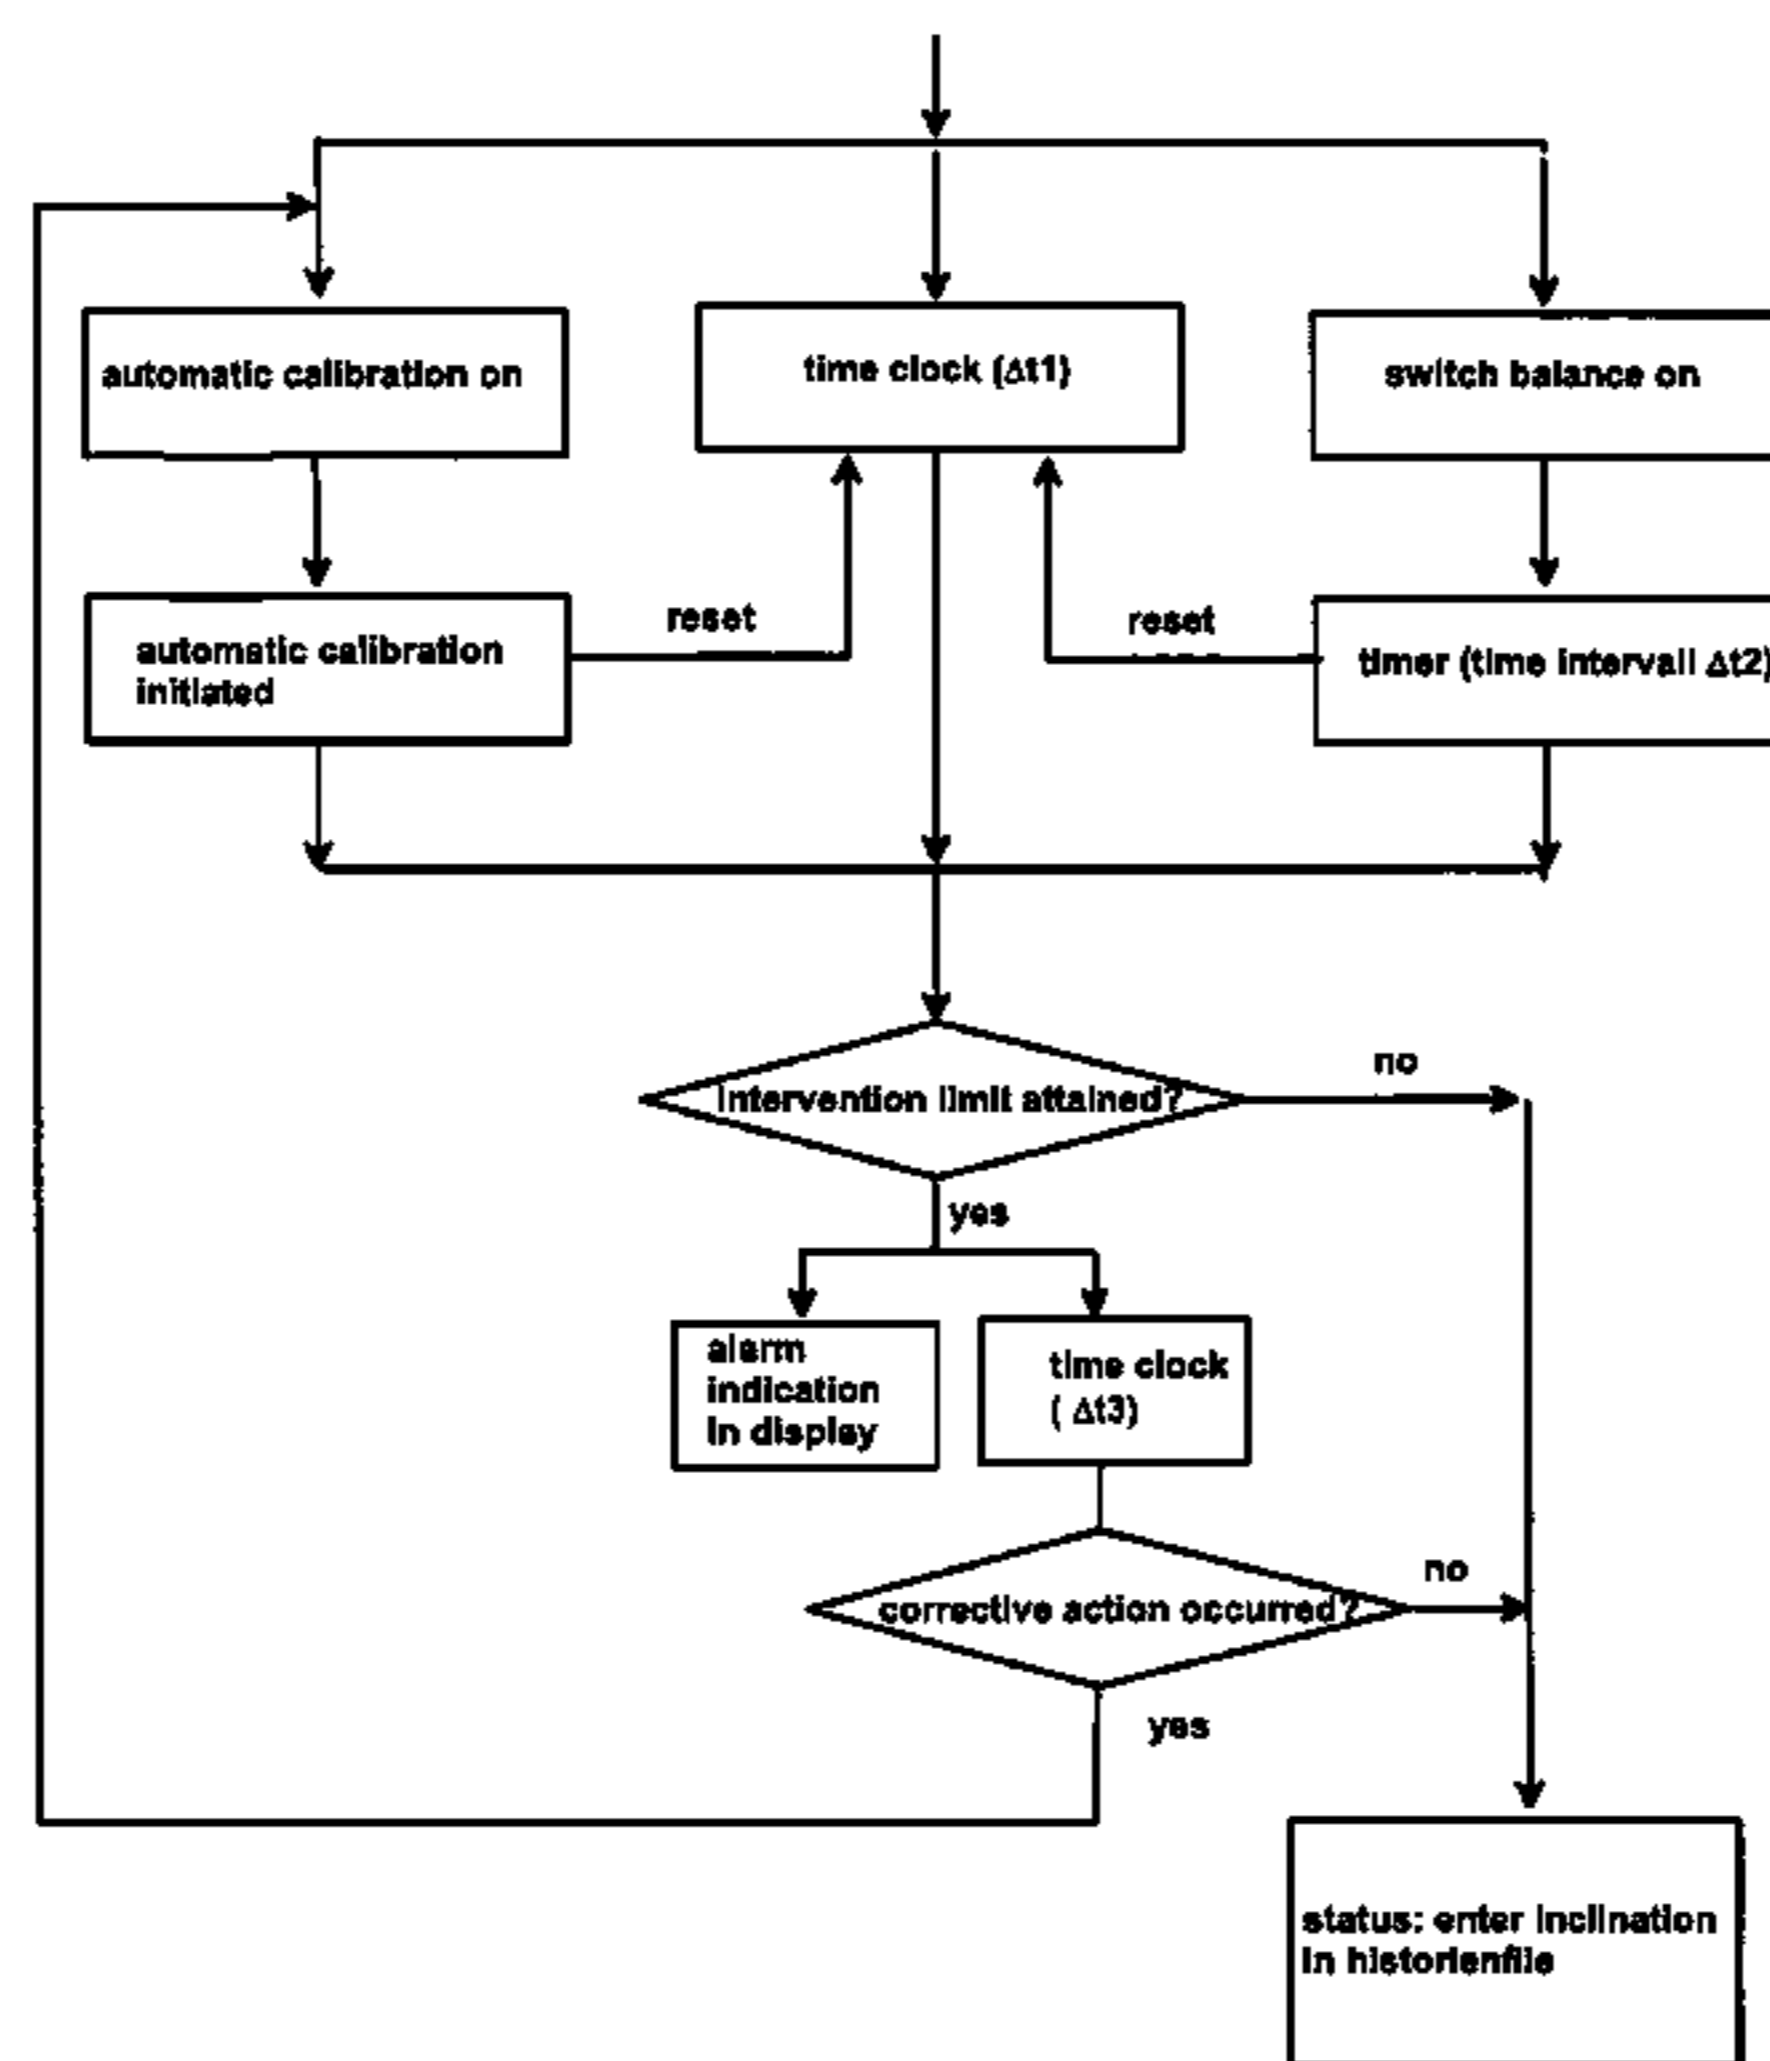 automatic calibration on
time clock (Δt1)
switch balance on
reset
reset
automatic calibration
initiated
timer (time intervall Δt2)
intervention limit attained?
no
yes
alarm
indication
in display
time clock
( Δt3)
no
corrective action occurred?
yes
status: enter inclination
in historienfile